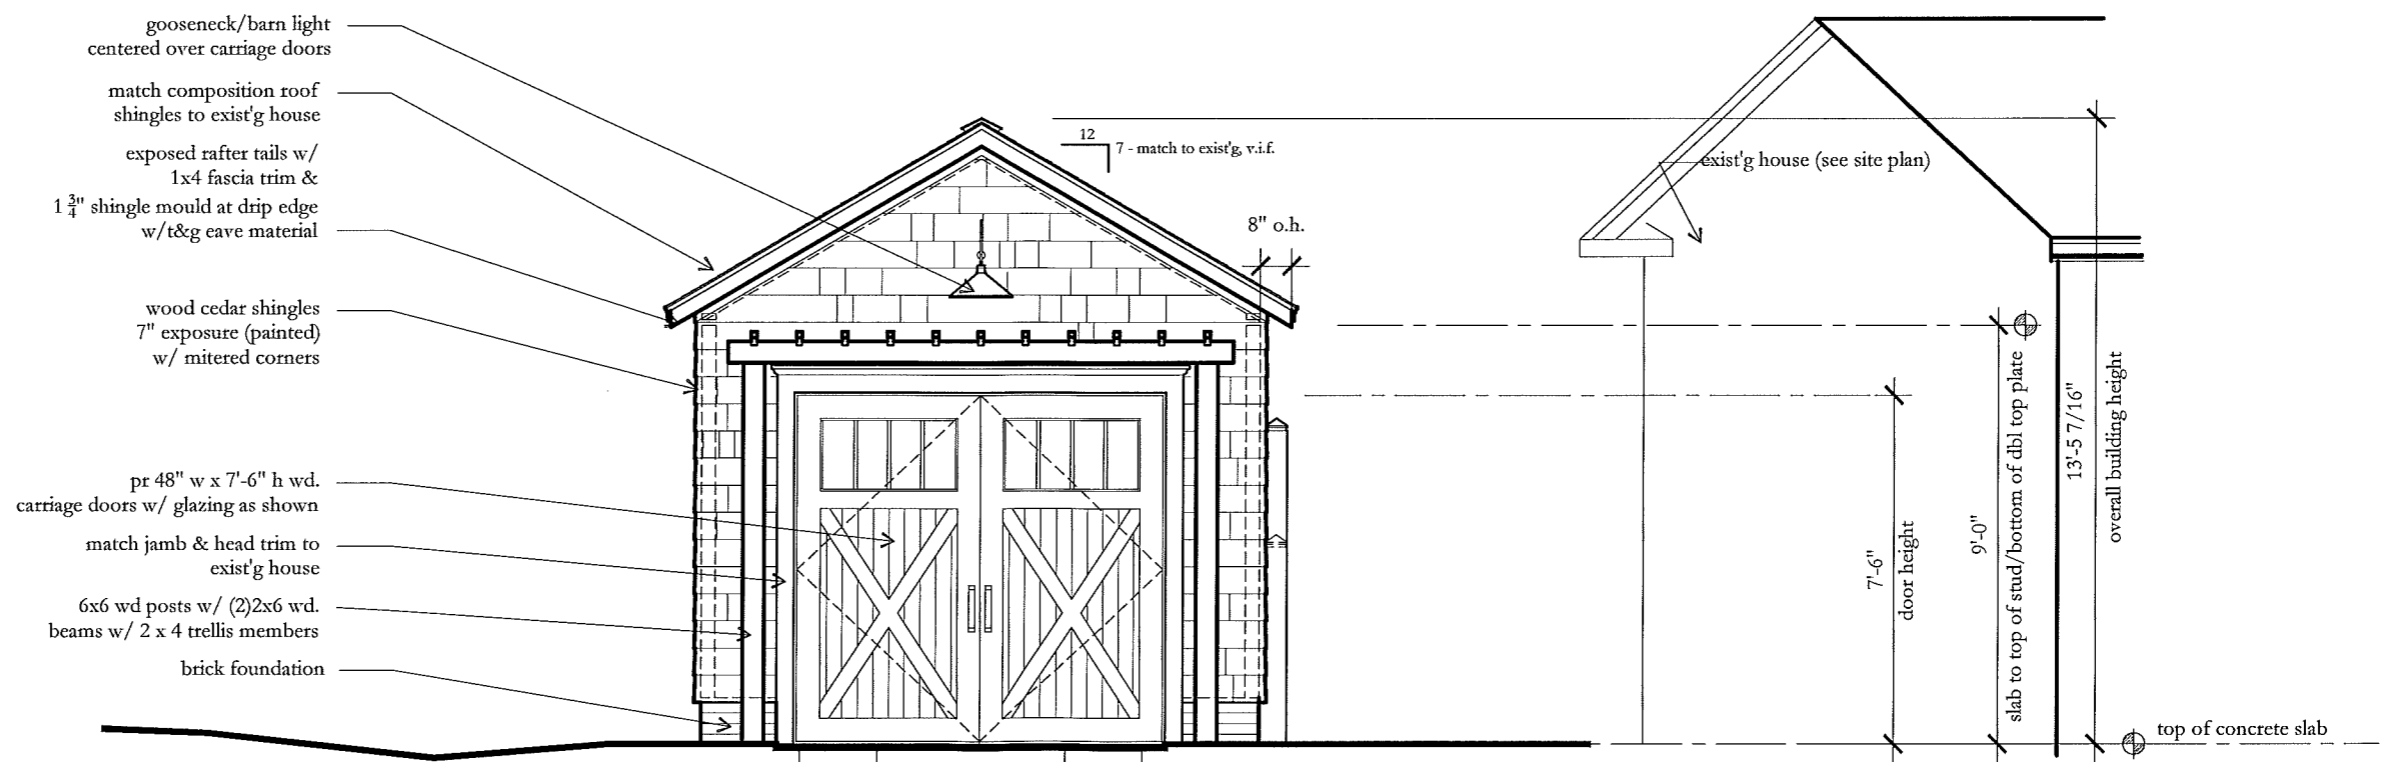 gooseneck/barn light
centered over carriage doors
match composition roof
shingles to exist'g house
exposed rafter tails w/
1x4 fascia trim &
1 3/4" shingle mould at drip edge
w/t&g eave material
wood cedar shingles
7" exposure (painted)
w/ mitered corners
pr 48" w x 7'-6" h wd.
carriage doors w/ glazing as shown
match jamb & head trim to
exist'g house
6x6 wd posts w/ (2)2x6 wd.
beams w/ 2 x 4 trellis members
brick foundation
12
7 - match to exist'g, v.i.f.
8" o.h.
exist'g house (see site plan)
7'-6"
door height
9'-0"
slab to top of stud/bottom of dbl top plate
13'-5 7/16"
overall building height
top of concrete slab